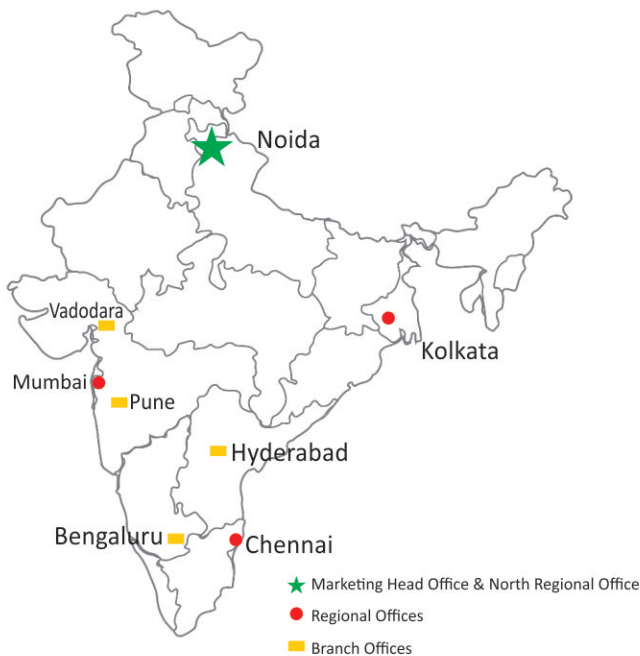 Noida
Vadodara
Kolkata
Mumbai
Pune
Hyderabad
Bengaluru
Chennai
Marketing Head Office & North Regional Office
Regional Offices
Branch Offices